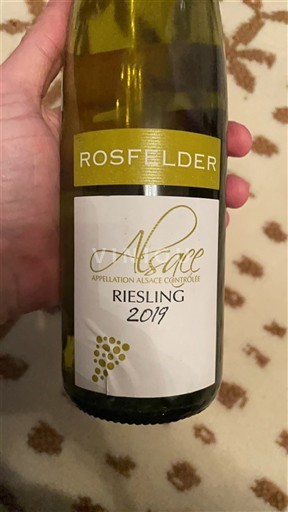 ROSFELDER
Alsace
APPELLATION ALSACE CONTRÔLÉE
RIESLING
2019